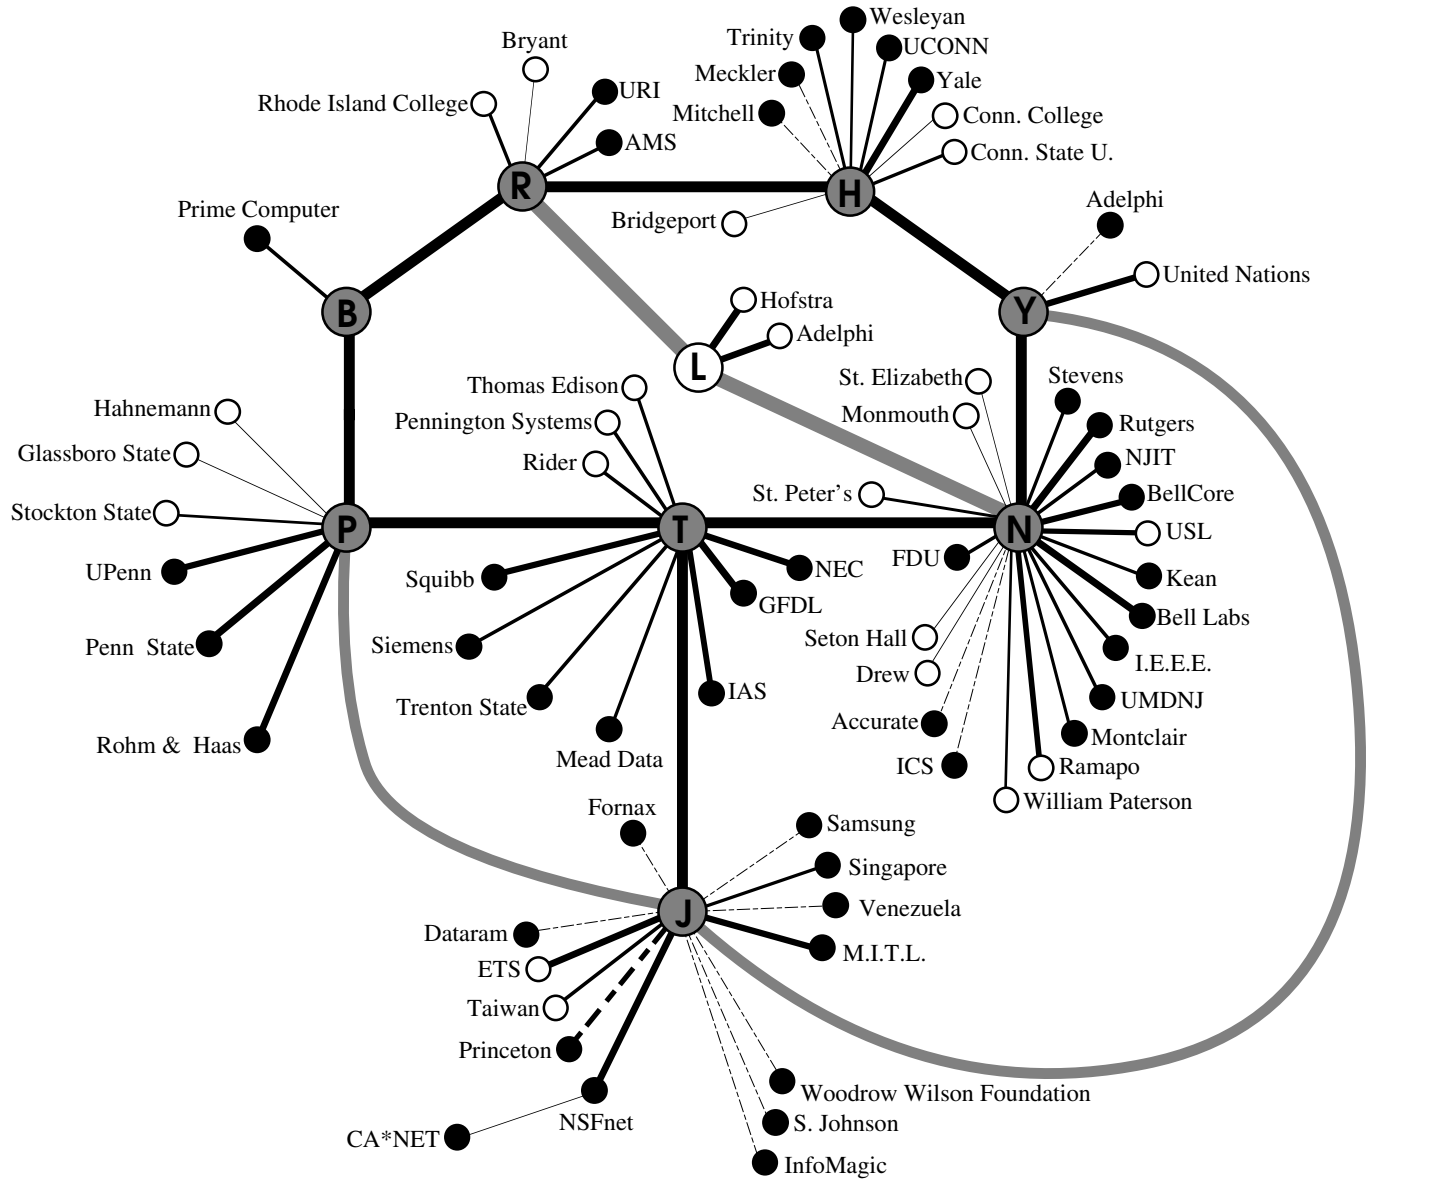 Wesleyan
Trinity
UCONN
Bryant
Meckler
Yale
URI
Rhode Island College
Mitchell
Conn. College
AMS
Conn. State U.
R
H
Adelphi
Prime Computer
Bridgeport
United Nations
B
Y
Hofstra
Adelphi
L
St. Elizabeth
Stevens
Thomas Edison
Hahnemann
Monmouth
Pennington Systems
Rutgers
Glassboro State
Rider
NJIT
St. Peter's
BellCore
Stockton State
P
T
N
USL
FDU
UPenn
Squibb
NEC
Kean
GFDL
Bell Labs
Seton Hall
Penn State
Siemens
I.E.E.E.
Drew
IAS
UMDNJ
Trenton State
Accurate
Montclair
Rohm & Haas
Mead Data
ICS
Ramapo
William Paterson
Fornax
Samsung
Singapore
J
Venezuela
Dataram
M.I.T.L.
ETS
Taiwan
Princeton
Woodrow Wilson Foundation
NSFnet
S. Johnson
CA*NET
InfoMagic